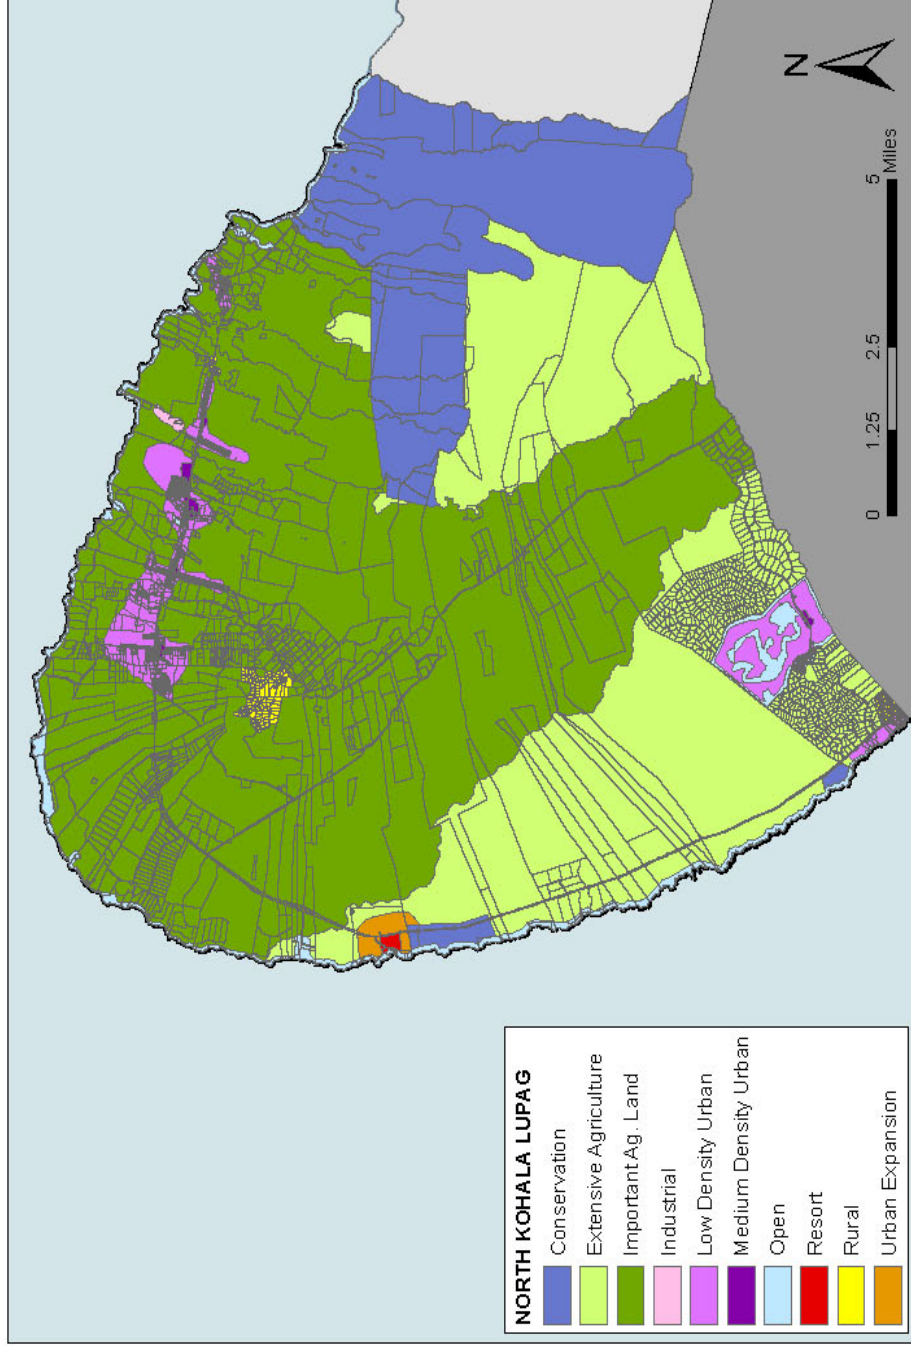 NORTH KOHALA LUPAG
Conservation
Extensive Agriculture
Important Ag. Land
Industrial
Low Density Urban
Medium Density Urban
Open
Resort
Rural
Urban Expansion
N
0 1.25 2.5 5
Miles